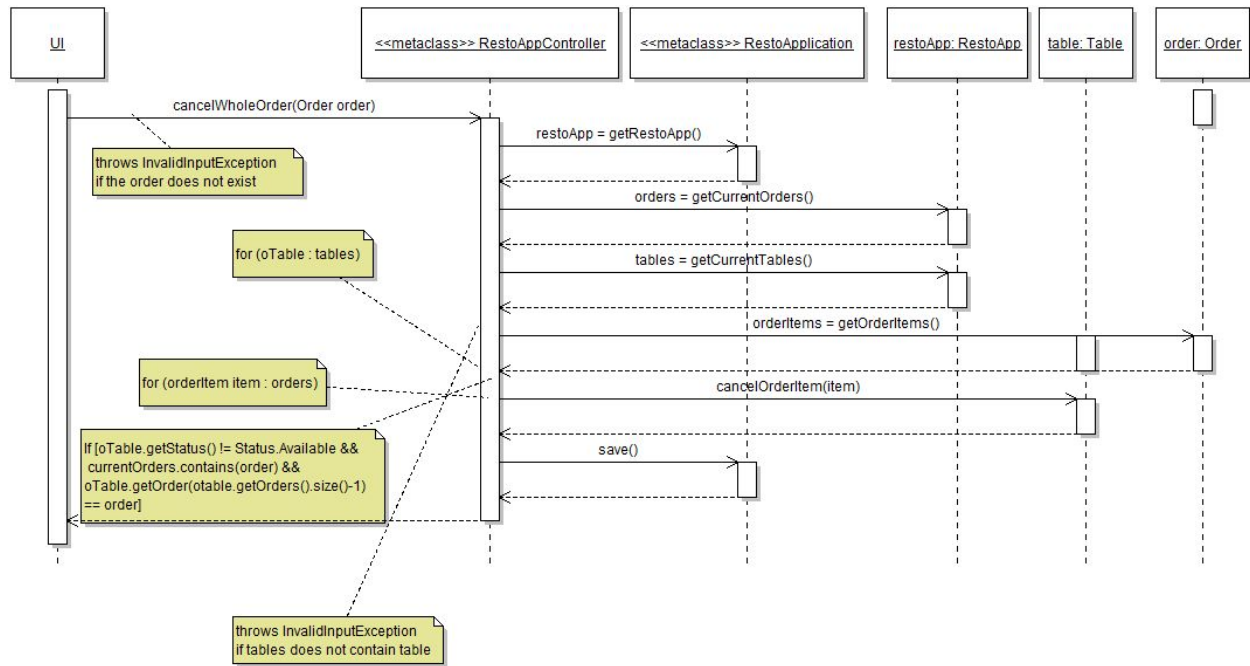 UI
<<metaclass>> RestoAppController
<<metaclass>> RestoApplication
restoApp: RestoApp
table: Table
order: Order
cancelWholeOrder(Order order)
restoApp = getRestoApp()
throws InvalidInputException
if the order does not exist
orders = getCurrentOrders()
for (oTable : tables)
tables = getCurrentTables()
orderItems = getOrderItems()
for (orderItem item : orders)
cancelOrderItem(item)
If [oTable.getStatus() != Status.Available &&
currentOrders.contains(order) &&
oTable.getOrder(otable.getOrders().size()-1)
== order]
save()
throws InvalidInputException
if tables does not contain table